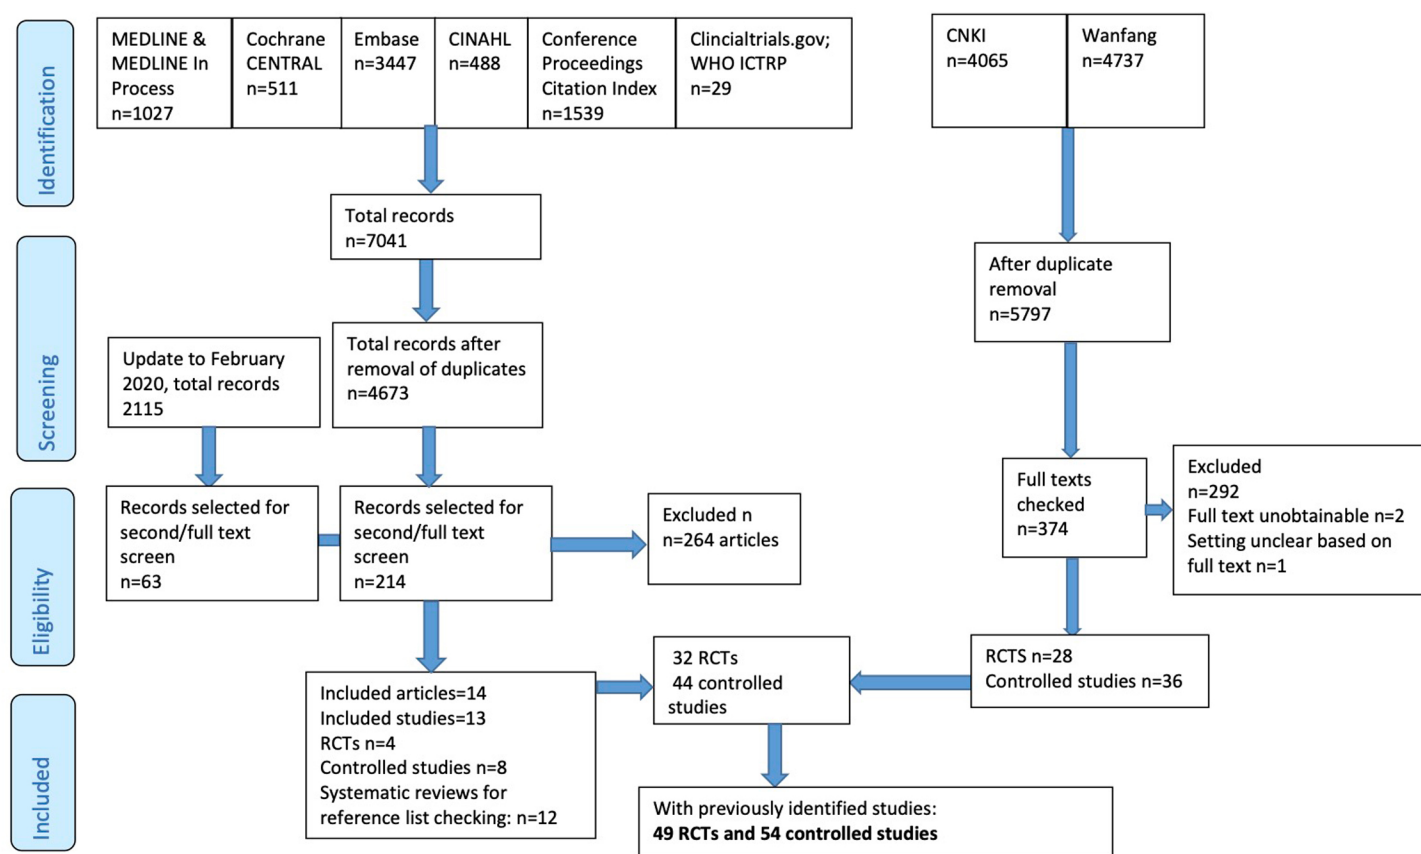 Identification
MEDLINE &
MEDLINE In
Process
n=1027
Cochrane
CENTRAL
n=511
Embase
n=3447
CINAHL
n=488
Conference
Proceedings
Citation Index
n=1539
Clincialtrials.gov;
WHO ICTRP
n=29
CNKI
n=4065
Wanfang
n=4737
Total records
n=7041
After duplicate
removal
n=5797
Screening
Update to February
2020, total records
2115
Total records after
removal of duplicates
n=4673
Full texts
checked
n=374
Excluded
n=292
Full text unobtainable n=2
Setting unclear based on
full text n=1
Eligibility
Records selected for
second/full text
screen
n=63
Records selected for
second/full text
screen
n=214
Excluded n
n=264 articles
32 RCTs
44 controlled
studies
RCTS n=28
Controlled studies n=36
Included
Included articles=14
Included studies=13
RCTs n=4
Controlled studies n=8
Systematic reviews for
reference list checking: n=12
With previously identified studies:
49 RCTs and 54 controlled studies